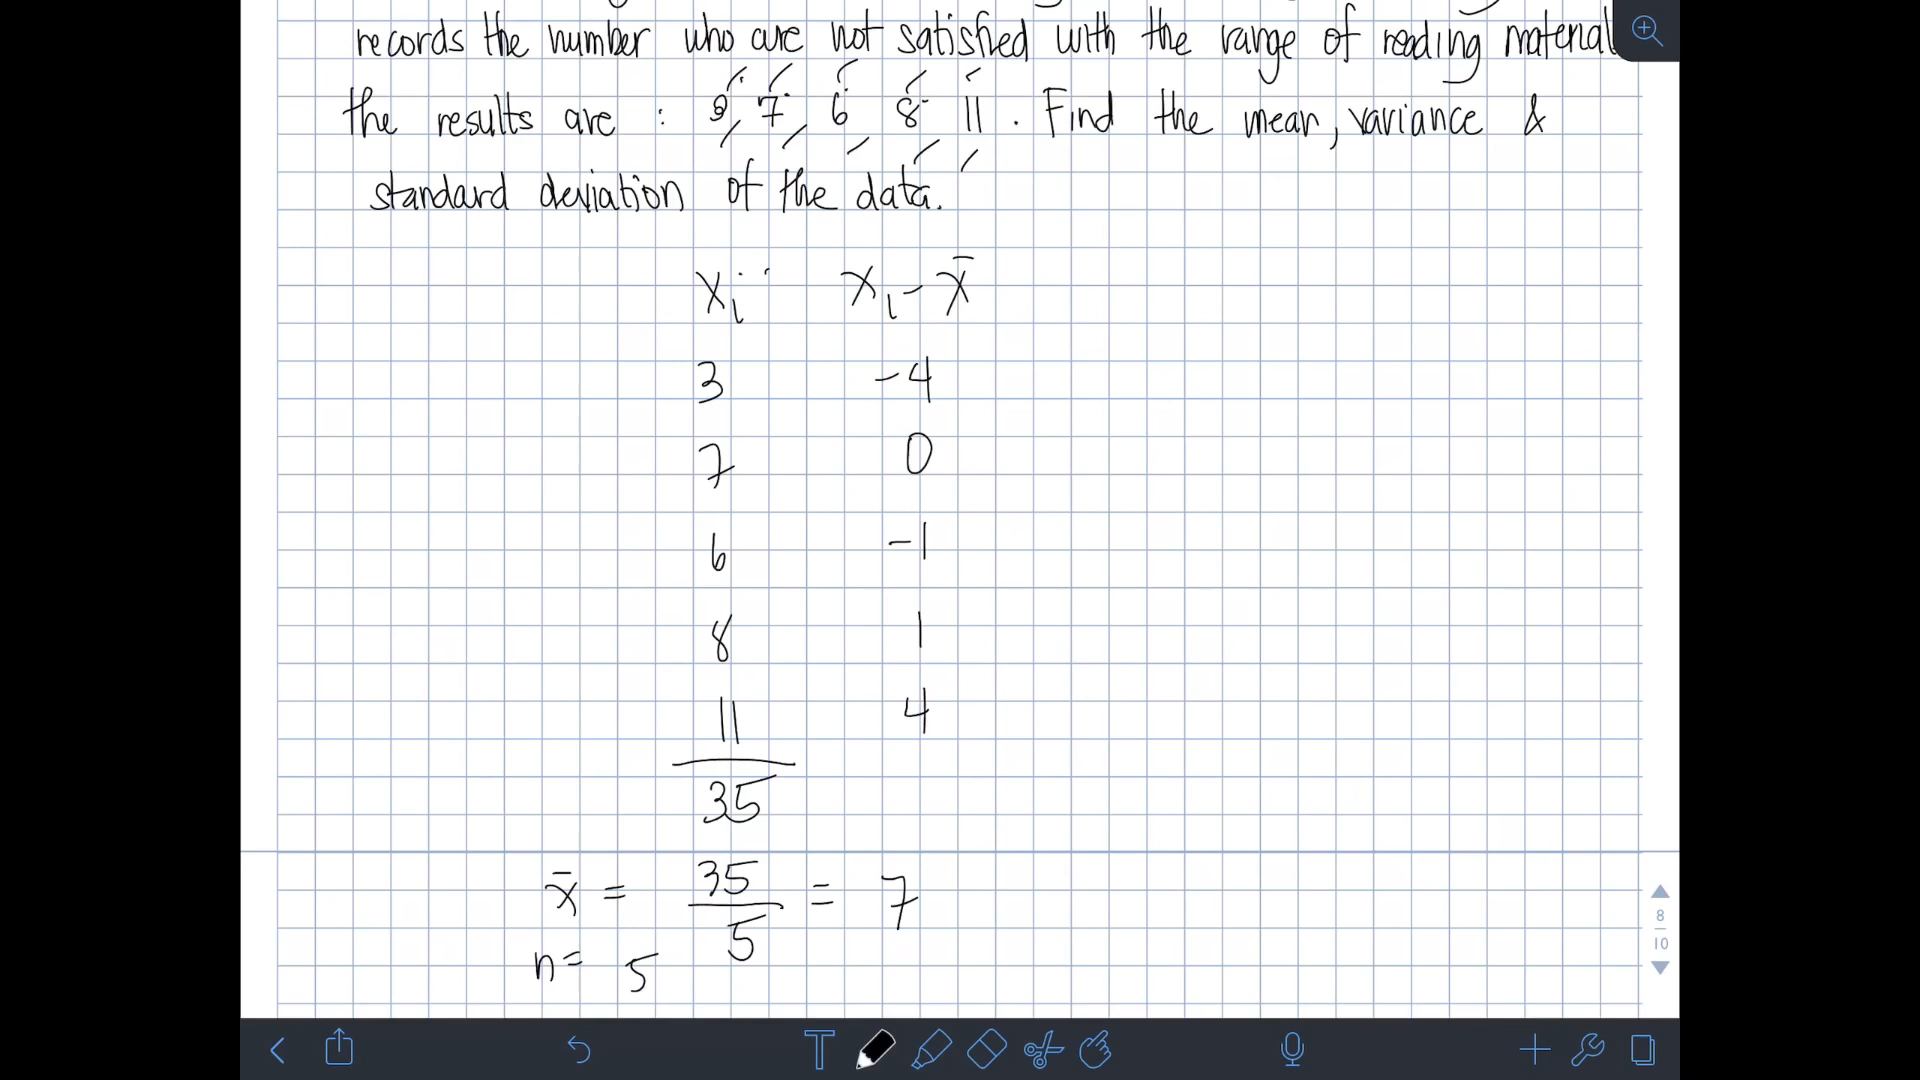 records the number who are not satisfied with the range of reading material
the results are : 3, 7, 6 8 11 . Find the mean, variance &
standard deviation of the data.
xi xi - x̄
3 -4
7 0
6 -1
8 1
11 4
35
x̄ = 35/5 = 7
n = 5
8
10
T